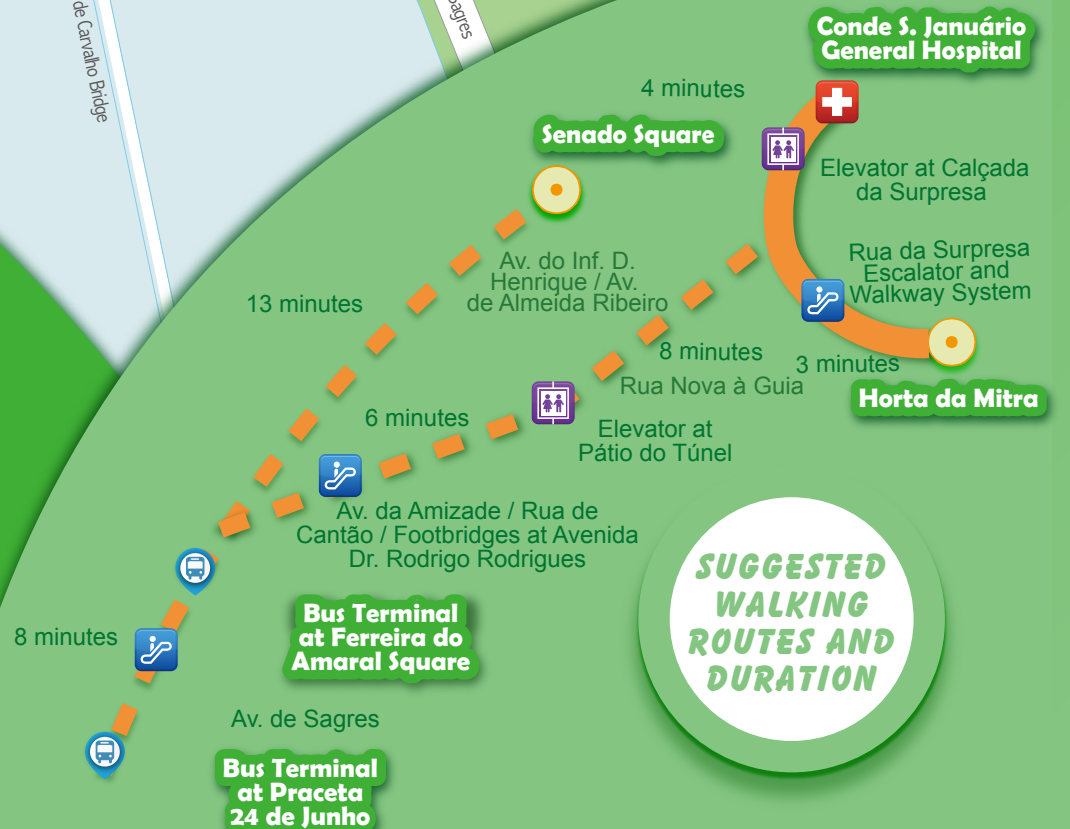 de Carvalho Bridge
Conde S. Januário
General Hospital
4 minutes
Senado Square
Elevator at Calçada
da Surpresa
Av. do Inf. D.
Henrique / Av.
de Almeida Ribeiro
Rua da Surpresa
Escalator and
Walkway System
13 minutes
8 minutes
3 minutes
Rua Nova à Guia
Horta da Mitra
6 minutes
Elevator at
Pátio do Túnel
Av. da Amizade / Rua de
Cantão / Footbridges at Avenida
Dr. Rodrigo Rodrigues
SUGGESTED
WALKING
ROUTES AND
DURATION
Bus Terminal
at Ferreira do
Amaral Square
8 minutes
Av. de Sagres
Bus Terminal
at Praceta
24 de Junho